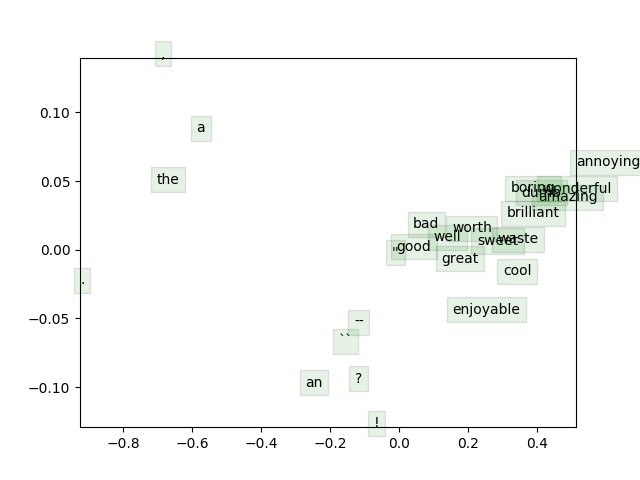 ,
0.10
a
the
0.05
annoying
boring
dumb
wonderful
amazing
brilliant
bad
worth
well
sweet
waste
0.00
"
good
great
cool
.
enjoyable
−0.05
--
``
−0.10
an
?
!
−0.8
−0.6
−0.4
−0.2
0.0
0.2
0.4